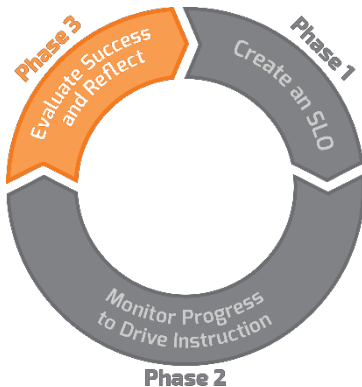 Phase 1
Create an SLO
Phase 2
Monitor Progress
to Drive Instruction
Phase 3
Evaluate Success
and Reflect